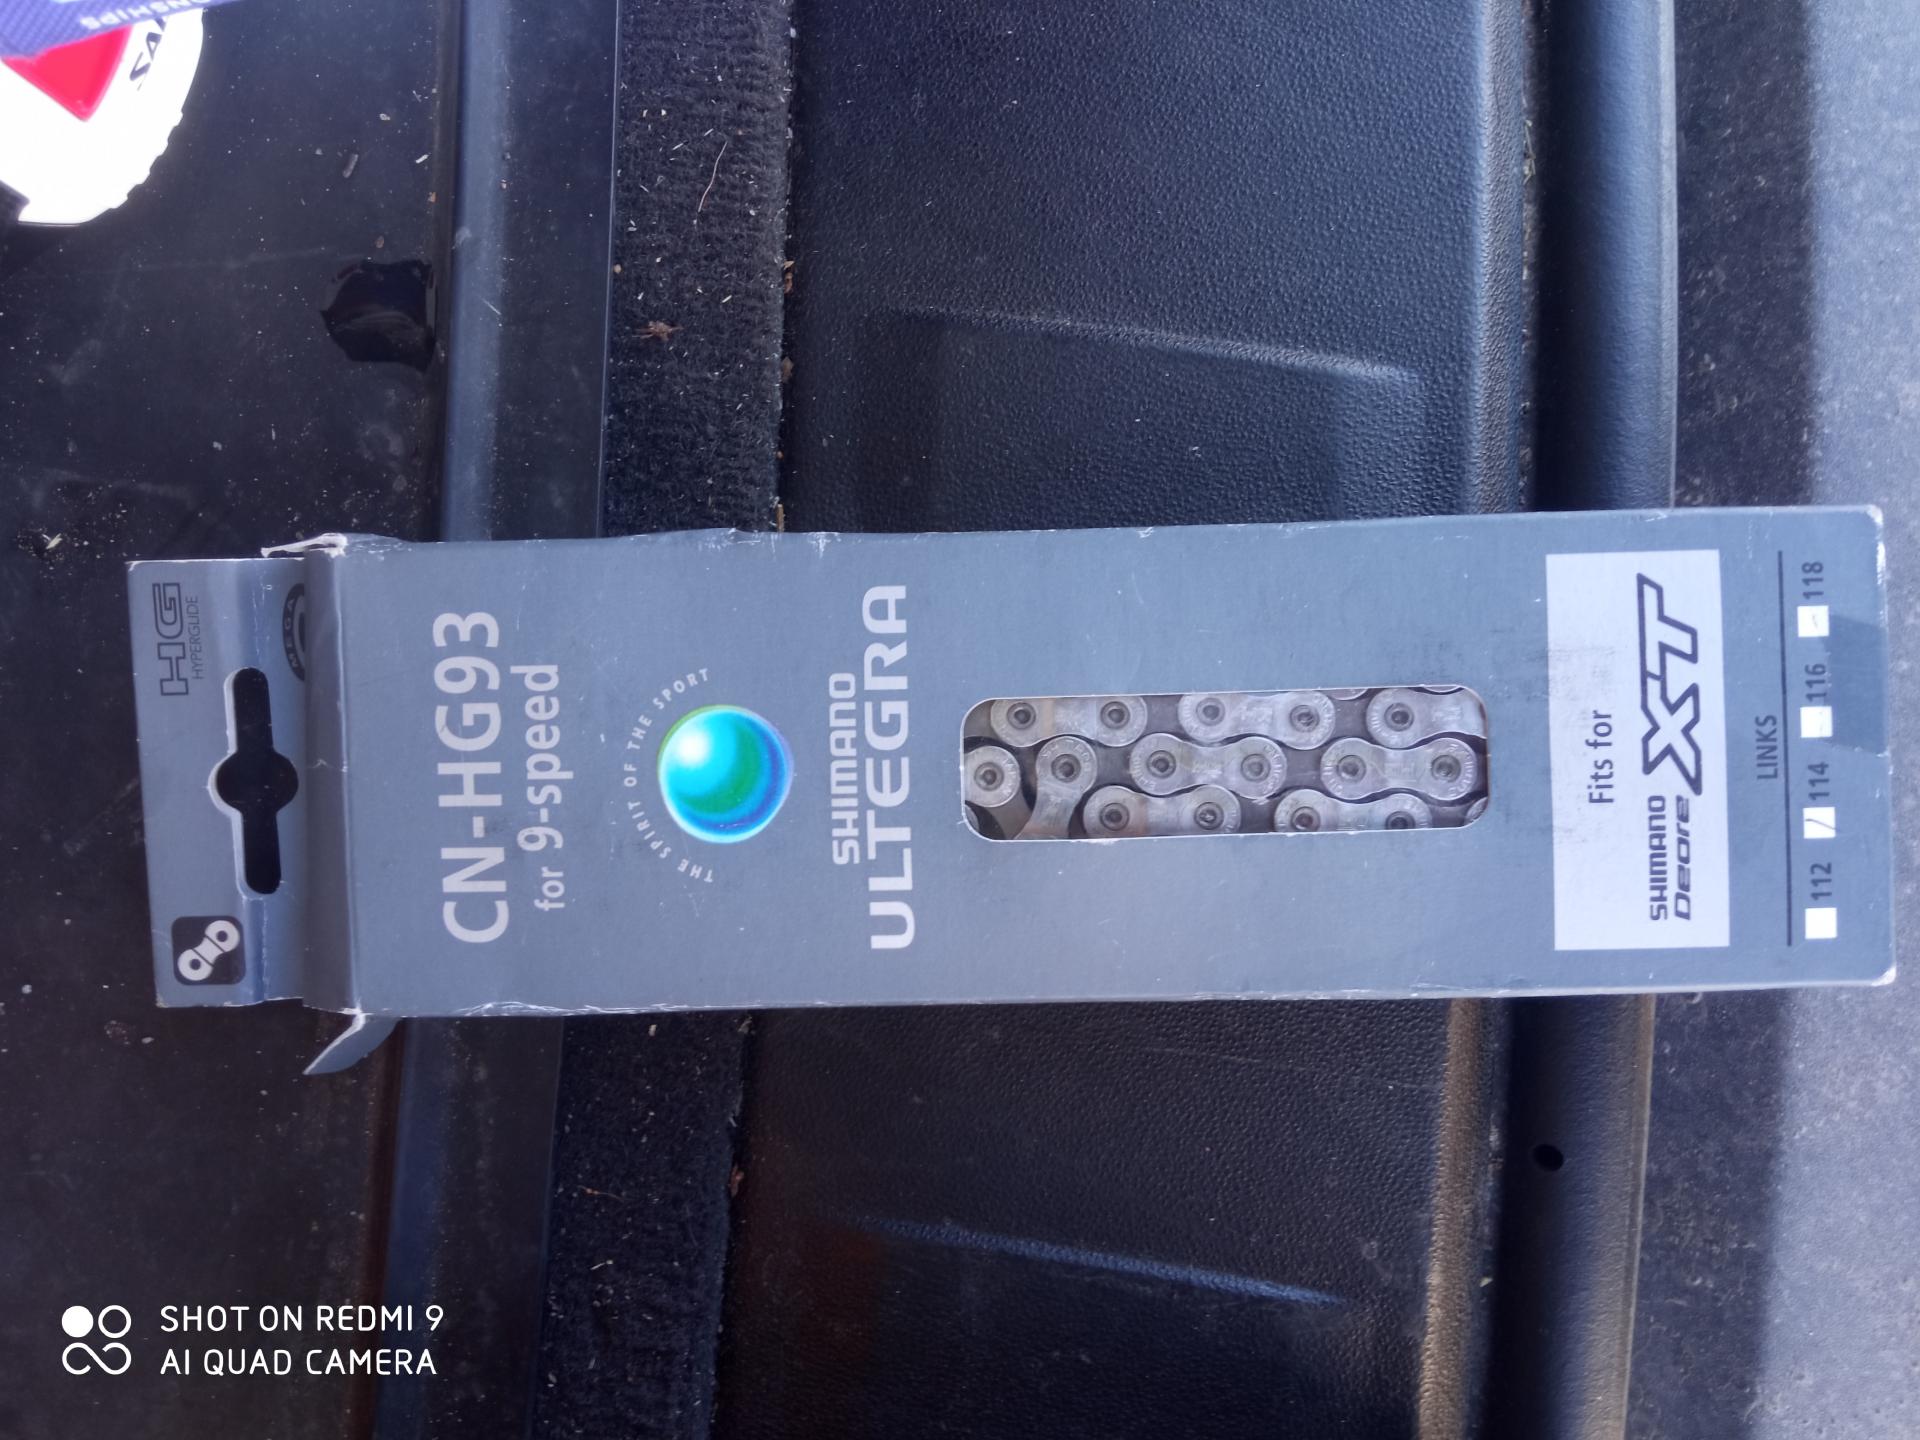 HG
HYPERGLIDE
MEGA
CN-HG93
for 9-speed
THE SPIRIT OF THE SPORT
SHIMANO
ULTEGRA
Fits for
SHIMANO
Deore XT
LINKS
112 114 116 118
SHOT ON REDMI 9
AI QUAD CAMERA